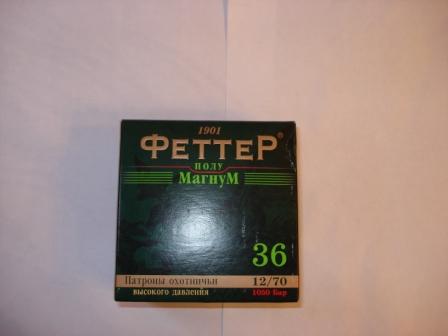 1901
ФЕТТЕР®
ПОЛУ
МагнуМ
36
Патроны охотничьи 12/70
высокого давления 1050 Бар